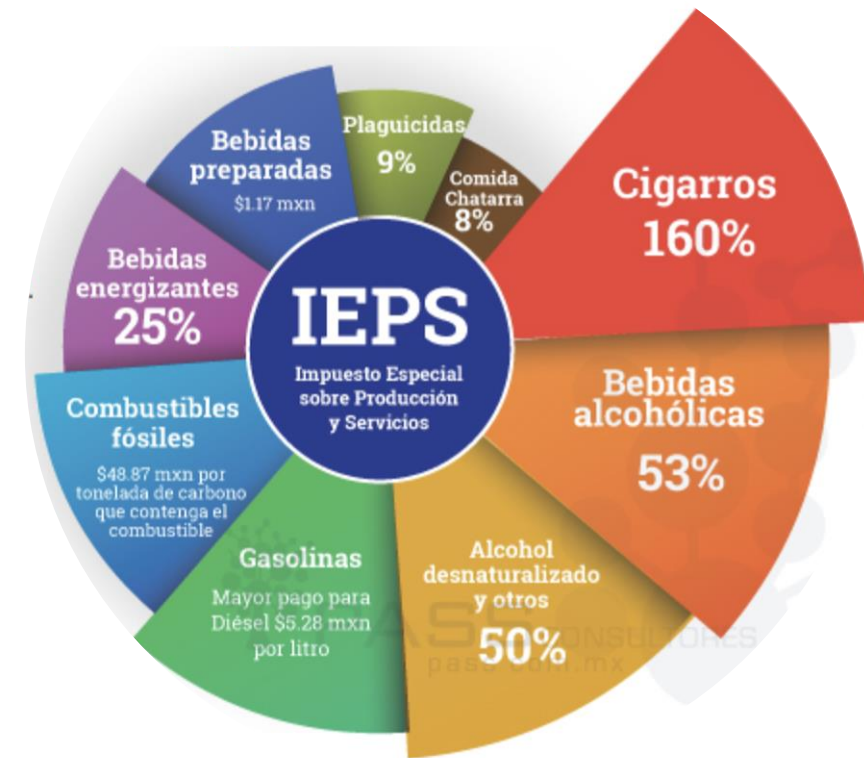 IEPS
Impuesto Especial
sobre Producción
y Servicios
Cigarros
160%
Bebidas
alcohólicas
53%
Alcohol
desnaturalizado
y otros
50%
Gasolinas
Mayor pago para
Diésel $5.28 mxn
por litro
Combustibles
fósiles
$48.87 mxn por
tonelada de carbono
que contenga el
combustible
Bebidas
energizantes
25%
Bebidas
preparadas
$1.17 mxn
Plaguicidas
9%
Comida
Chatarra
8%
PASS CONSULTORES